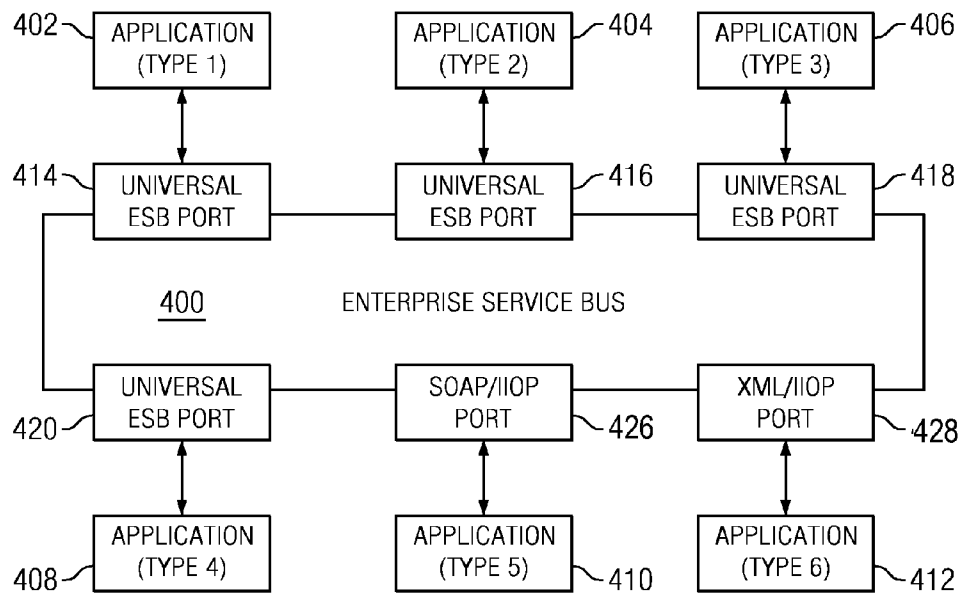 402
APPLICATION
(TYPE 1)
APPLICATION
(TYPE 2)
404
APPLICATION
(TYPE 3)
406
414
UNIVERSAL
ESB PORT
UNIVERSAL
ESB PORT
416
UNIVERSAL
ESB PORT
418
400
ENTERPRISE SERVICE BUS
420
UNIVERSAL
ESB PORT
SOAP/IIOP
PORT
426
XML/IIOP
PORT
428
408
APPLICATION
(TYPE 4)
APPLICATION
(TYPE 5)
410
APPLICATION
(TYPE 6)
412